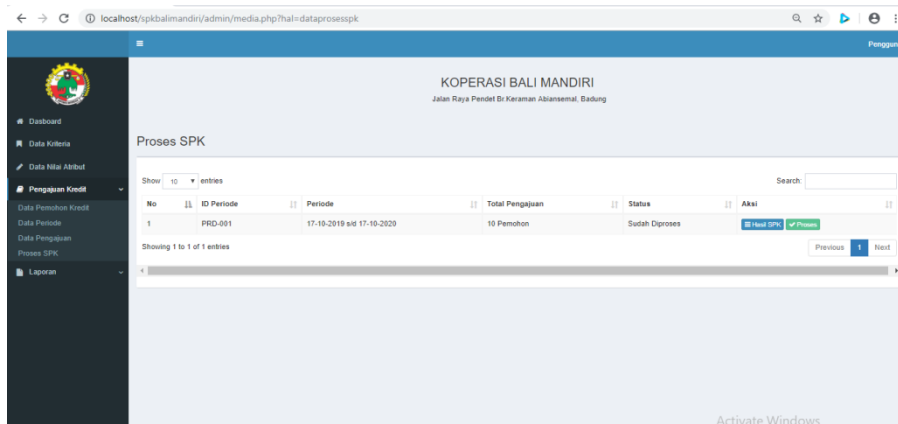 localhost/spkbalimandiri/admin/media.php?hal=dataprosesspk
Penggun
KOPERASI BALI MANDIRI
Jalan Raya Pendet Br.Keraman Abiansemal, Badung
Dasboard
Data Kriteria
Data Nilai Atribut
Pengajuan Kredit
Data Pemohon Kredit
Data Periode
Data Pengajuan
Proses SPK
Laporan
Proses SPK
Show 10 entries
Search:
No ID Periode Periode Total Pengajuan Status Aksi
1 PRD-001 17-10-2019 s/d 17-10-2020 10 Pemohon Sudah Diproses Hasil SPK Proses
Showing 1 to 1 of 1 entries
Previous 1 Next
Activate Windows